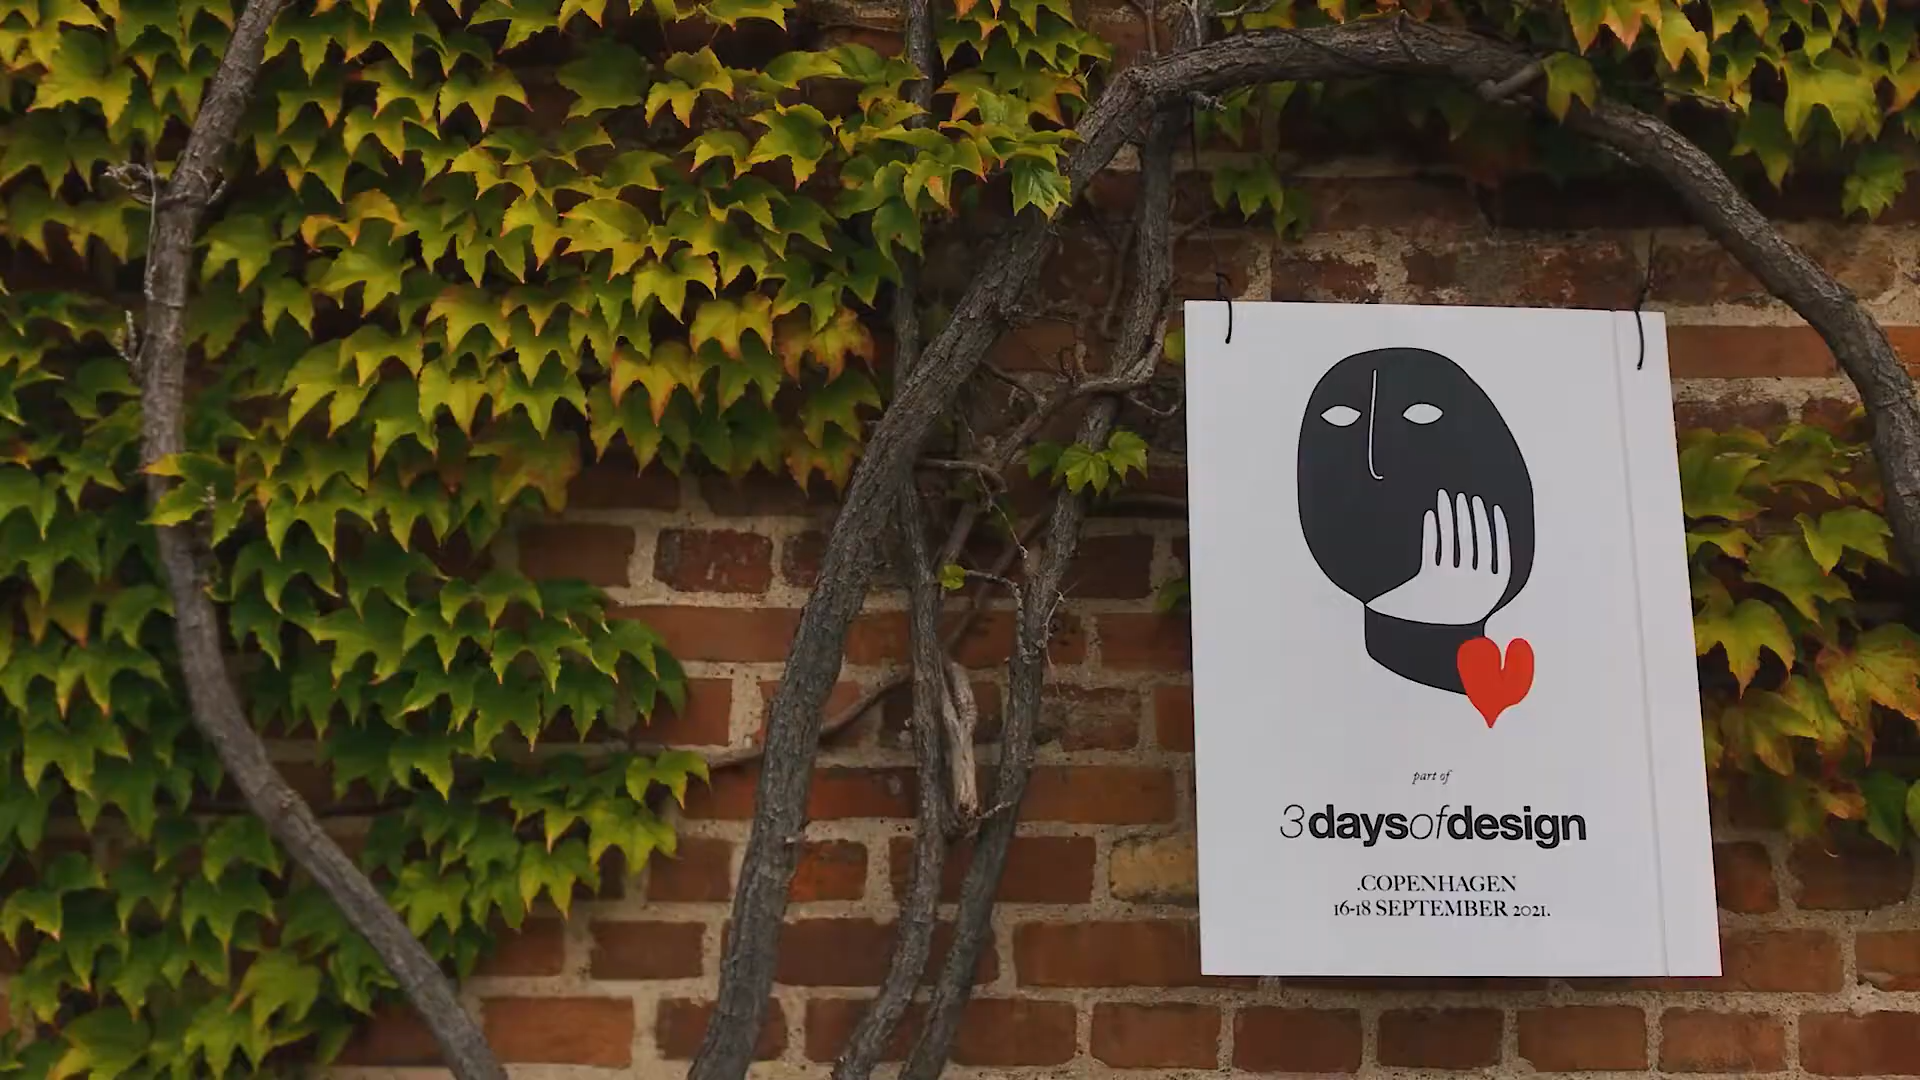 part of
3daysofdesign
.COPENHAGEN
16-18 SEPTEMBER 2021.